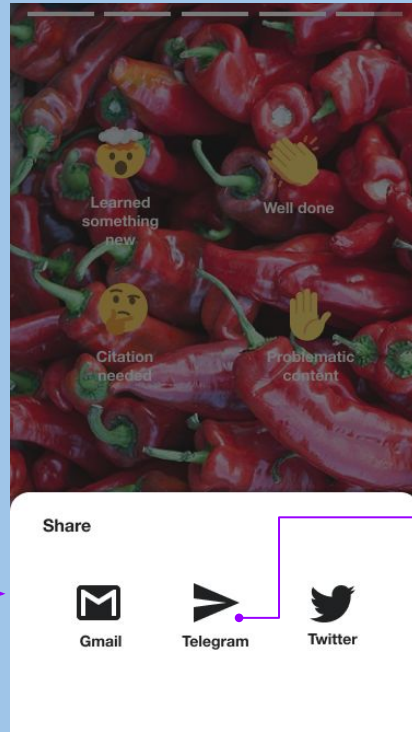 Learned
something
new
Well done
Citation
needed
Problematic
content
Share
Gmail
Telegram
Twitter